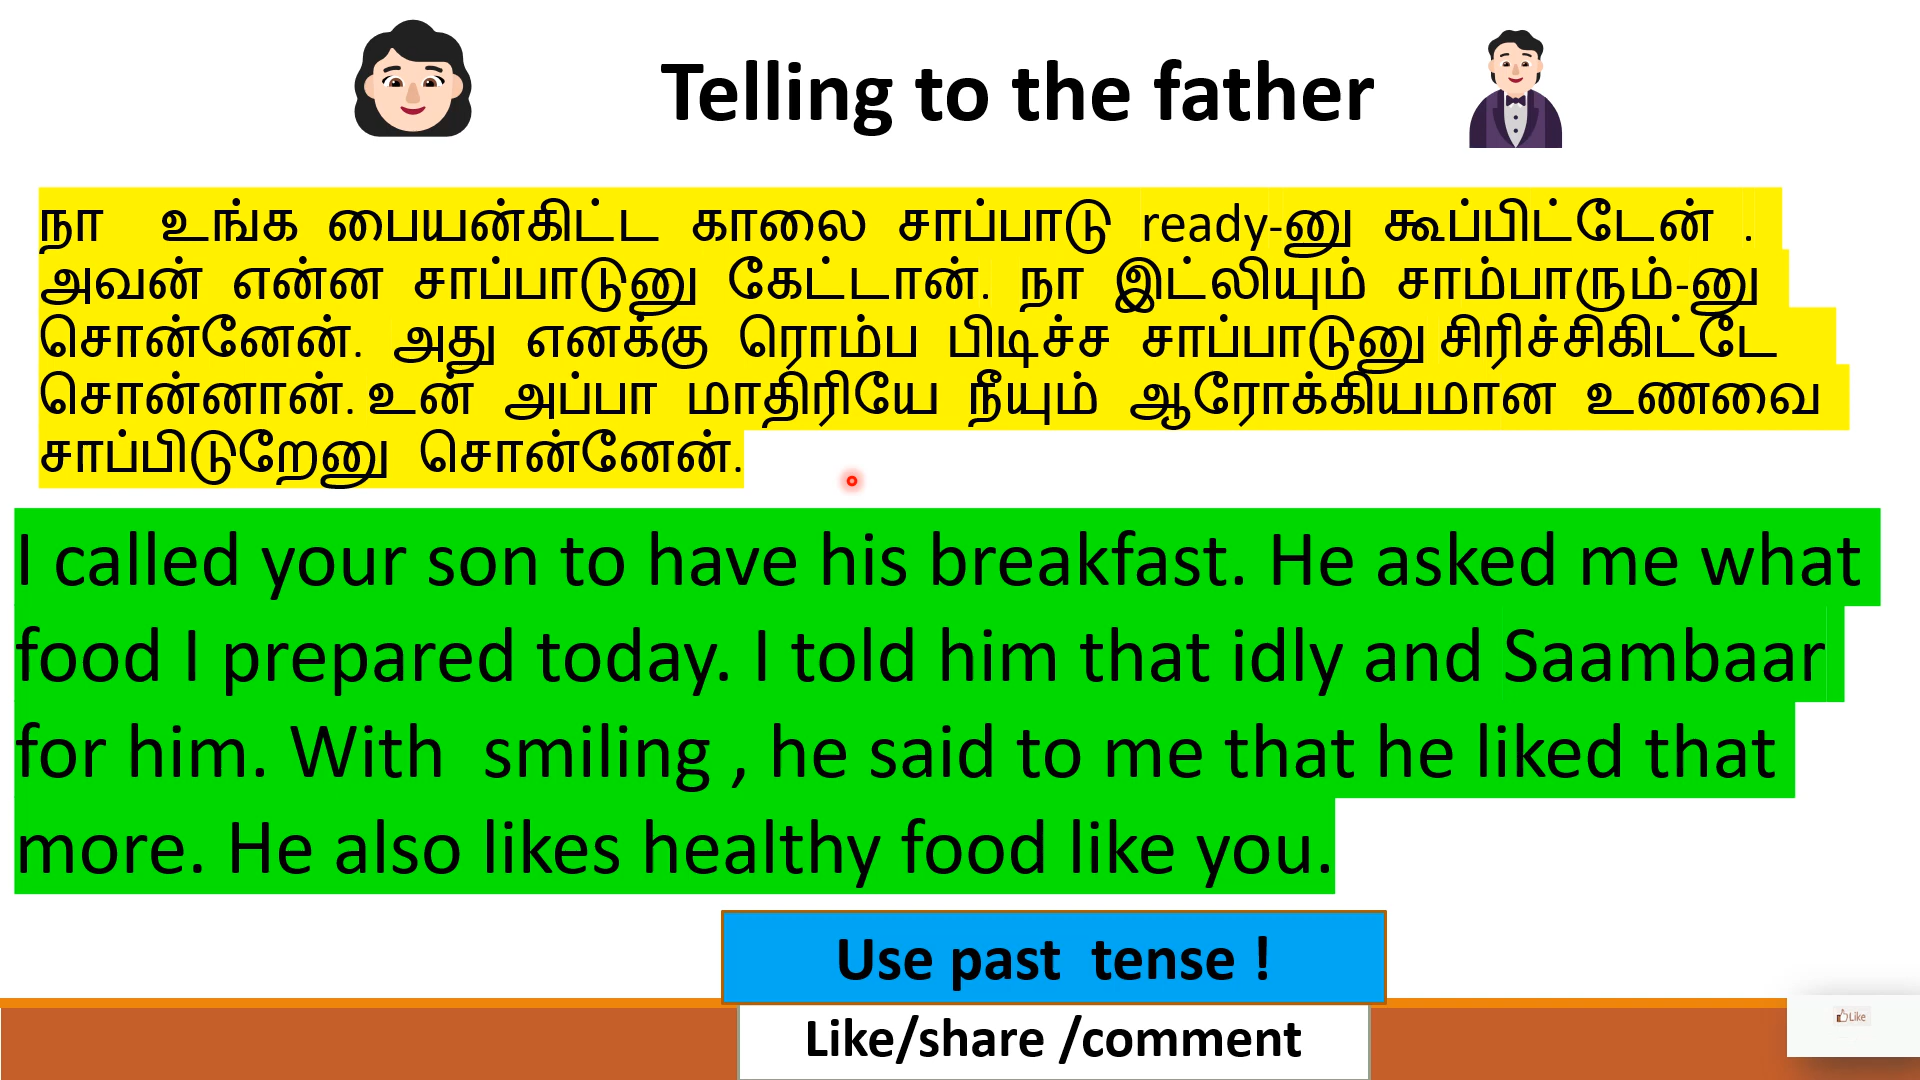 Telling to the father
நா உங்க பையன்கிட்ட காலை சாப்பாடு ready-னு கூப்பிட்டேன் .
அவன் என்ன சாப்பாடுனு கேட்டான். நா இட்லியும் சாம்பாரும்-னு
சொன்னேன். அது எனக்கு ரொம்ப பிடிச்ச சாப்பாடுனு சிரிச்சிகிட்டே
சொன்னான். உன் அப்பா மாதிரியே நீயும் ஆரோக்கியமான உணவை
சாப்பிடுறேனு சொன்னேன்.
I called your son to have his breakfast. He asked me what
food I prepared today. I told him that idly and Saambaar
for him. With smiling , he said to me that he liked that
more. He also likes healthy food like you.
Use past tense !
Like/share /comment
Like